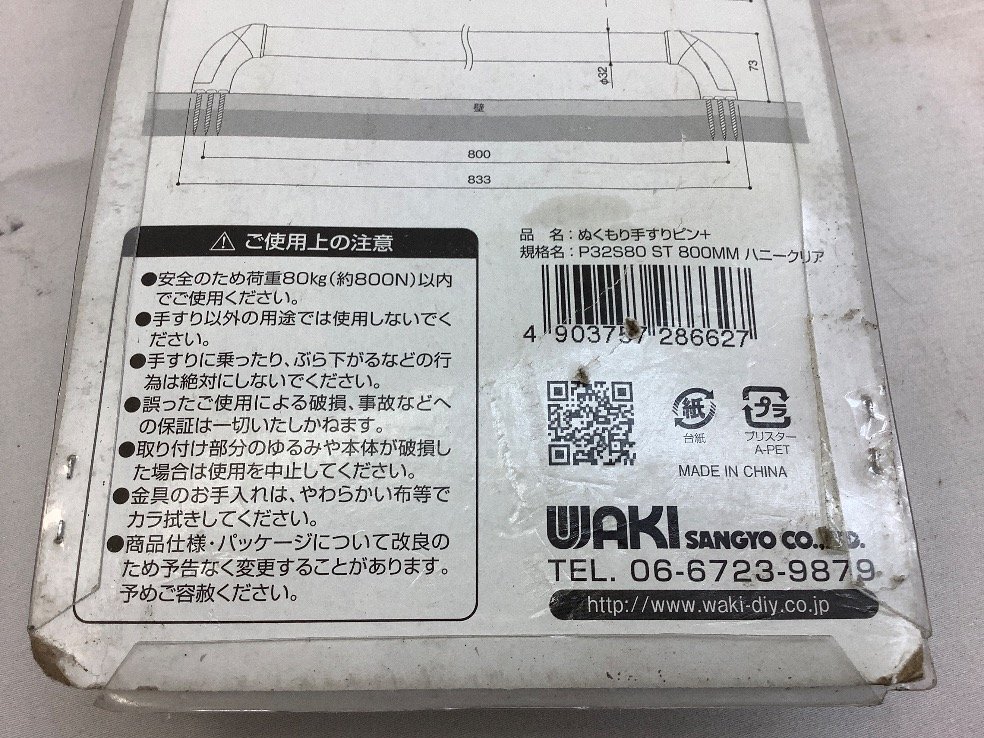 73
φ32
壁
800
833
ご使用上の注意
●安全のため荷重80kg(約800N)以内
でご使用ください。
●手すり以外の用途では使用しないでく
ださい。
●手すりに乗ったり、ぶら下がるなどの行
為は絶対にしないでください。
●誤ったご使用による破損、事故などへ
の保証は一切いたしかねます。
●取り付け部分のゆるみや本体が破損し
た場合は使用を中止してください。
●金具のお手入れは、やわらかい布等で
カラ拭きしてください。
●商品仕様・パッケージについて改良の
ため予告なく変更することがあります。
予めご容赦ください。
品 名:ぬくもり手すりピン+
規格名:P32S80 ST 800MM ハニークリア
4 903757 286627
紙
台紙
プラ
ブリスター
A-PET
MADE IN CHINA
WAKI SANGYO CO.,LTD.
TEL. 06-6723-9879
http://www.waki-diy.co.jp